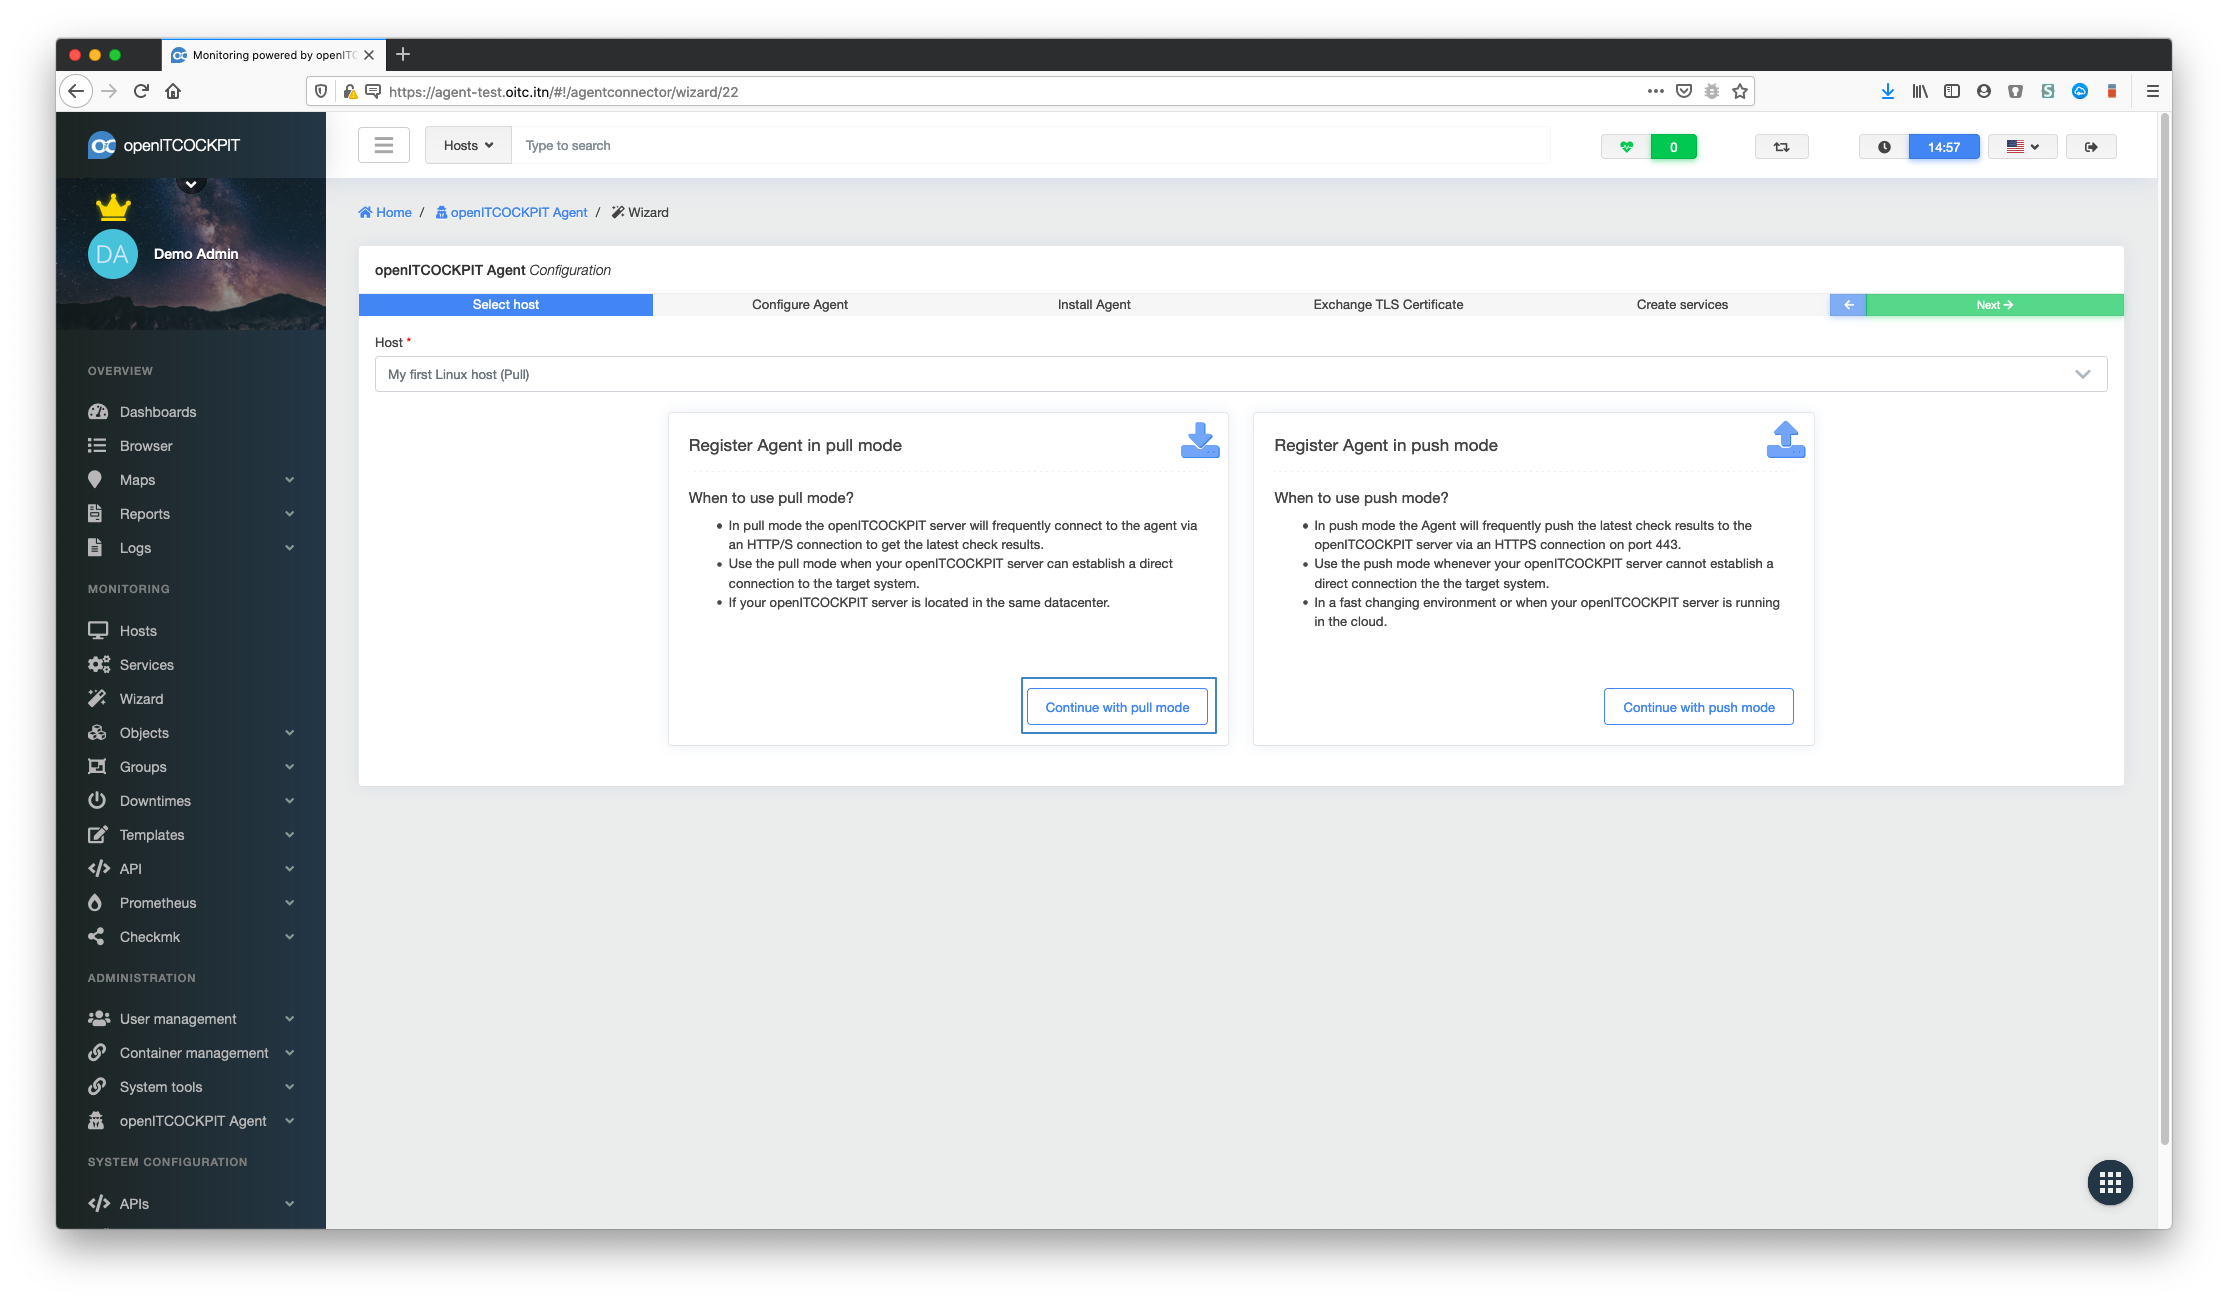 Monitoring powered by openITC
https://agent-test.oitc.itn/#!/agentconnector/wizard/22
openITCOCKPIT
Hosts
Type to search
0
14:57
DA
Demo Admin
Home / openITCOCKPIT Agent / Wizard
openITCOCKPIT Agent Configuration
Select host
Configure Agent
Install Agent
Exchange TLS Certificate
Create services
Next
Host *
My first Linux host (Pull)
Register Agent in pull mode
When to use pull mode?
In pull mode the openITCOCKPIT server will frequently connect to the agent via
an HTTP/S connection to get the latest check results.
Use the pull mode when your openITCOCKPIT server can establish a direct
connection to the target system.
If your openITCOCKPIT server is located in the same datacenter.
Continue with pull mode
Register Agent in push mode
When to use push mode?
In push mode the Agent will frequently push the latest check results to the
openITCOCKPIT server via an HTTPS connection on port 443.
Use the push mode whenever your openITCOCKPIT server cannot establish a
direct connection the the target system.
In a fast changing environment or when your openITCOCKPIT server is running
in the cloud.
Continue with push mode
OVERVIEW
Dashboards
Browser
Maps
Reports
Logs
MONITORING
Hosts
Services
Wizard
Objects
Groups
Downtimes
Templates
API
Prometheus
Checkmk
ADMINISTRATION
User management
Container management
System tools
openITCOCKPIT Agent
SYSTEM CONFIGURATION
APIs